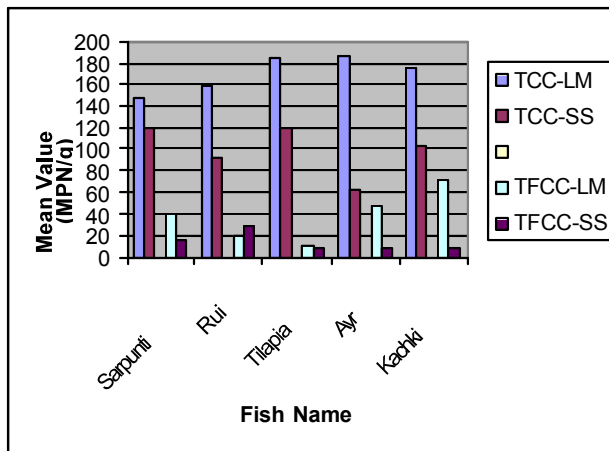 200
180
160
140
120
100
80
60
40
20
0
Mean Value
(MPN/g)
Sarpunti
Rui
Tilapia
Ayr
Kachki
Fish Name
TCC-LM
TCC-SS
TFCC-LM
TFCC-SS